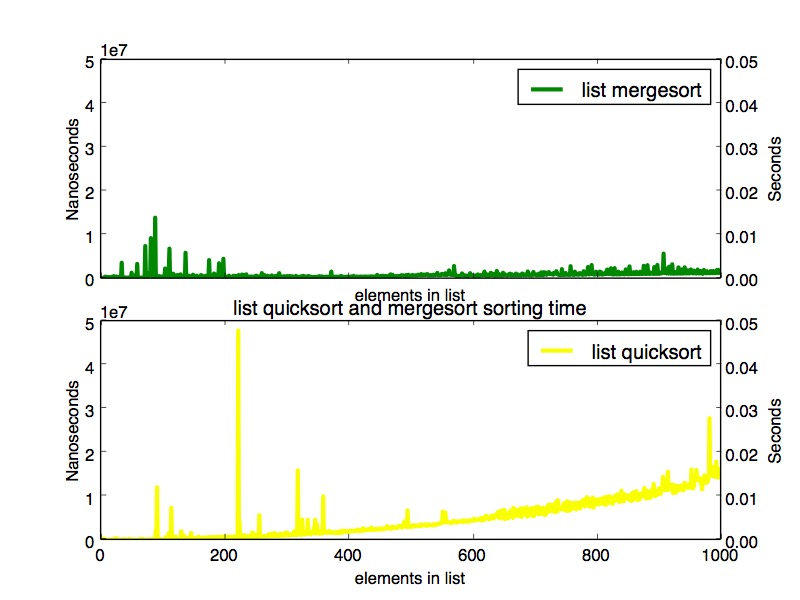 1e7
5 0.05
list mergesort
4 0.04
3 0.03
2 0.02
1 0.01
0 0.00
Nanoseconds
Seconds
elements in list
list quicksort and mergesort sorting time
1e7
5 0.05
list quicksort
4 0.04
3 0.03
2 0.02
1 0.01
0 0.00
Nanoseconds
Seconds
0 200 400 600 800 1000
elements in list